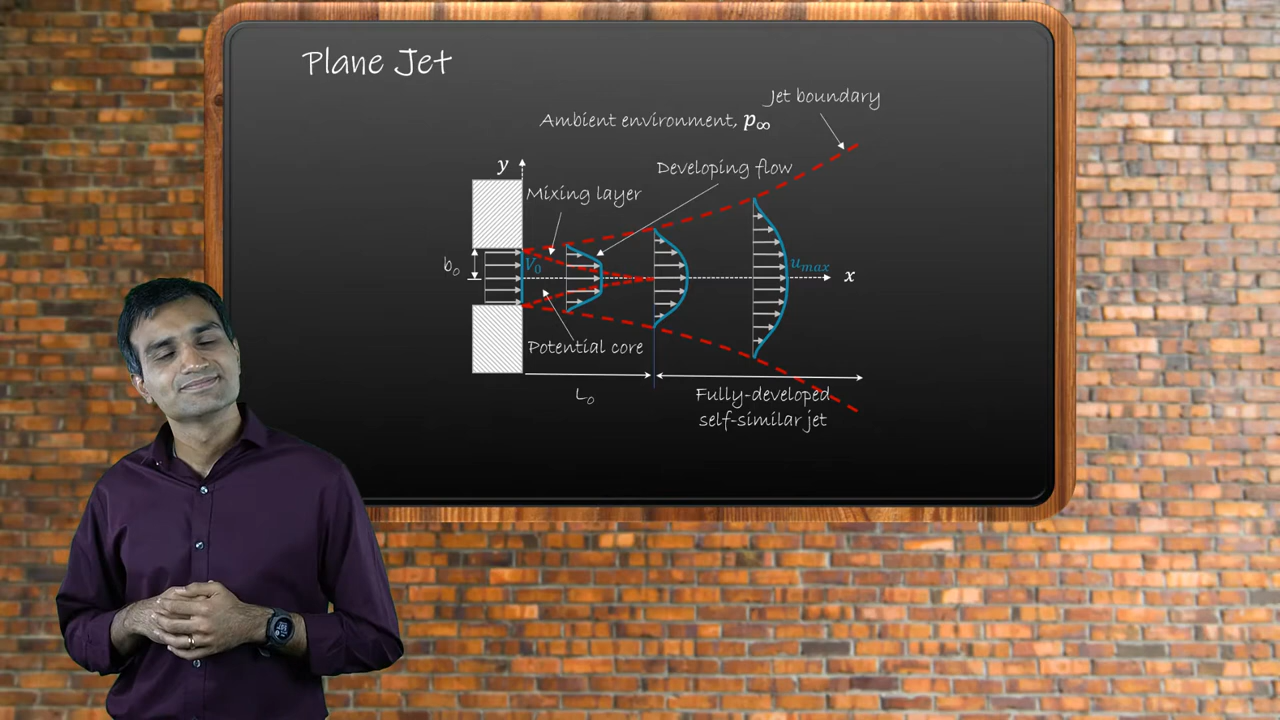 Plane Jet
Jet boundary
Ambient environment, p∞
Developing flow
y
Mixing layer
b₀
V₀
u_max
x
Potential core
L₀
Fully-developed
self-similar jet